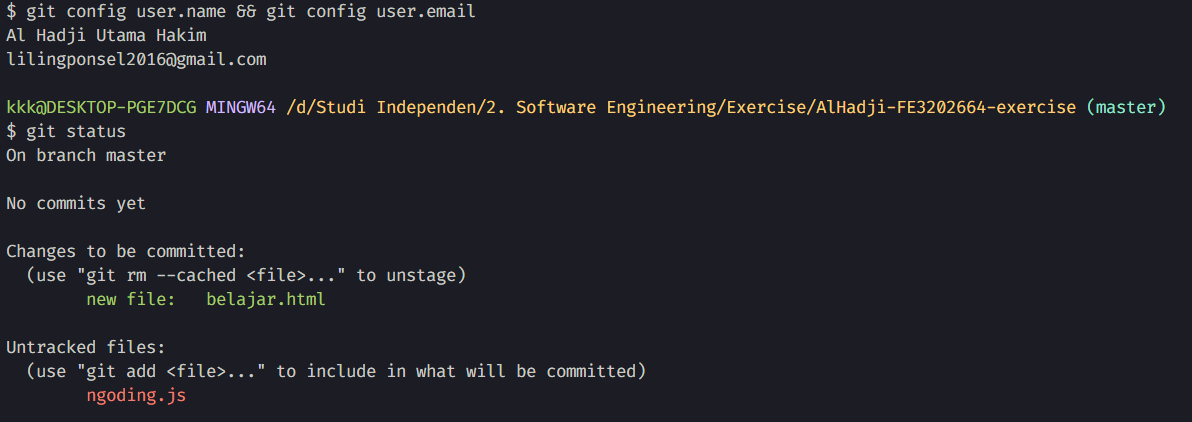 $ git config user.name && git config user.email
Al Hadji Utama Hakim
lilingponsel2016@gmail.com
kkk@DESKTOP-PGE7DCG MINGW64 /d/Studi Independen/2. Software Engineering/Exercise/AlHadji-FE3202664-exercise (master)
$ git status
On branch master
No commits yet
Changes to be committed:
  (use "git rm --cached <file>..." to unstage)
        new file:   belajar.html
Untracked files:
  (use "git add <file>..." to include in what will be committed)
        ngoding.js